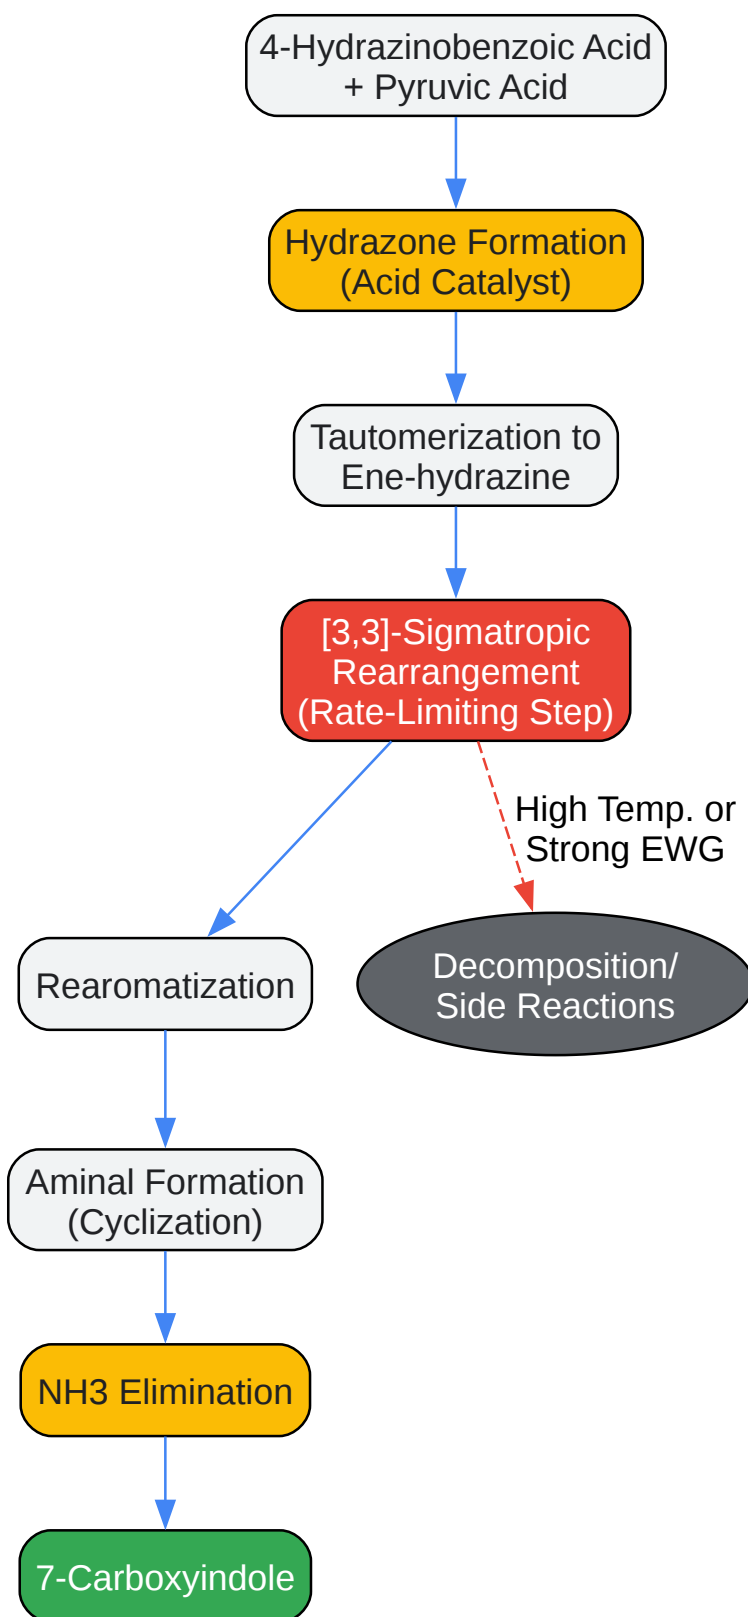 4-Hydrazinobenzoic Acid
+ Pyruvic Acid
Hydrazone Formation
(Acid Catalyst)
Tautomerization to
Ene-hydrazine
[3,3]-Sigmatropic
Rearrangement
(Rate-Limiting Step)
High Temp. or
Strong EWG
Rearomatization
Decomposition/
Side Reactions
Aminal Formation
(Cyclization)
NH3 Elimination
7-Carboxyindole